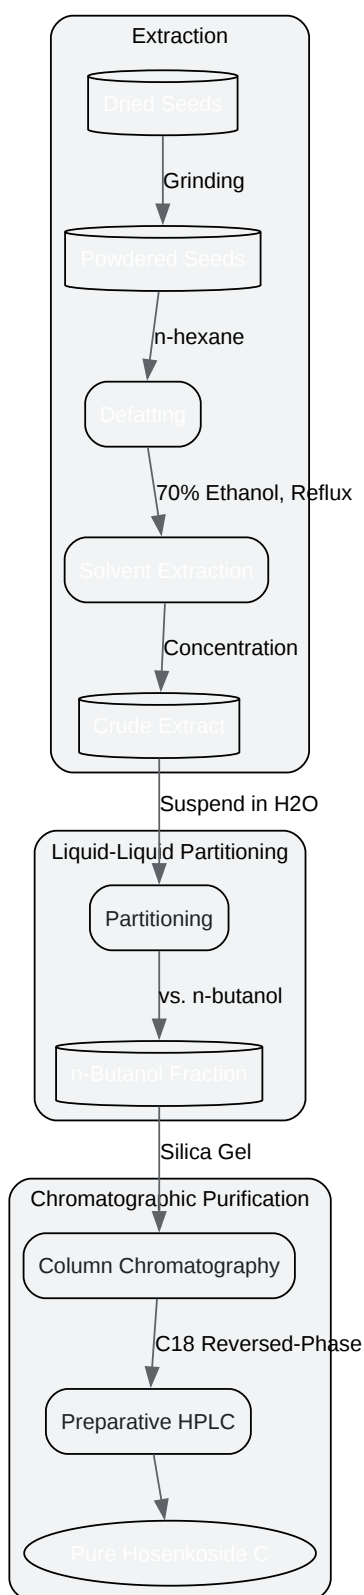 Extraction
Dried Seeds
Grinding
Powdered Seeds
n-hexane
Defatting
70% Ethanol, Reflux
Solvent Extraction
Concentration
Crude Extract
Suspend in H2O
Liquid-Liquid Partitioning
Partitioning
vs. n-butanol
n-Butanol Fraction
Silica Gel
Chromatographic Purification
Column Chromatography
C18 Reversed-Phase
Preparative HPLC
Pure Hosenkoside C